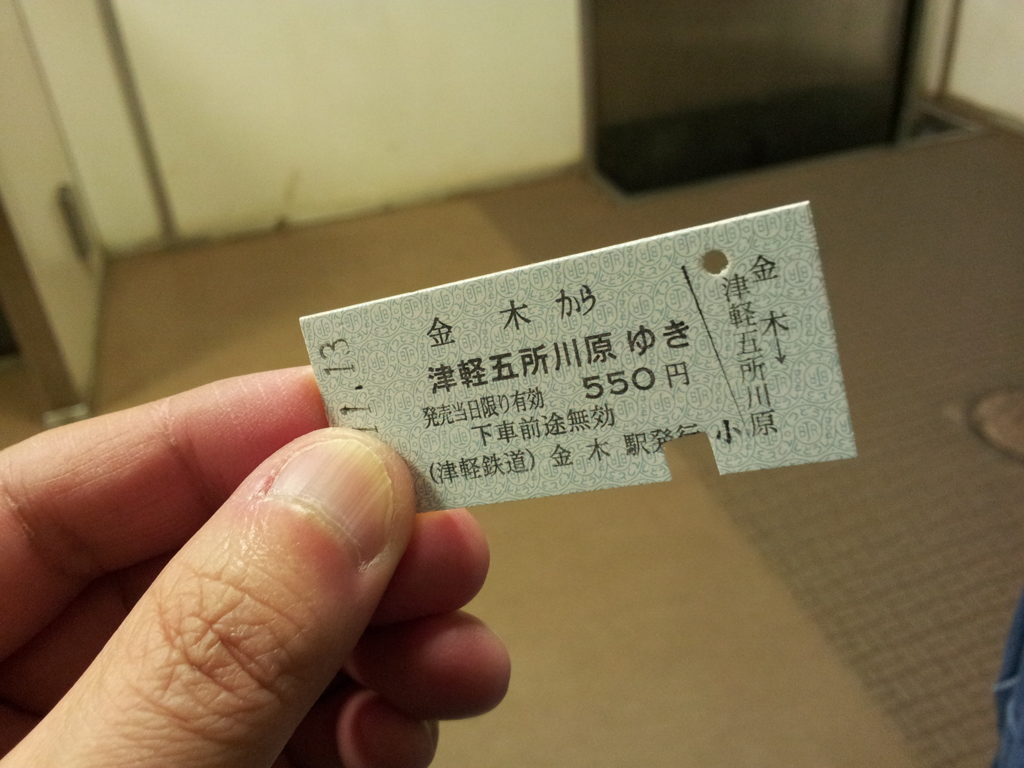 金木から
津軽五所川原ゆき
発売当日限り有効 550円
下車前途無効
(津軽鉄道) 金木駅発行
金木→
津軽五所川原
小
1.13